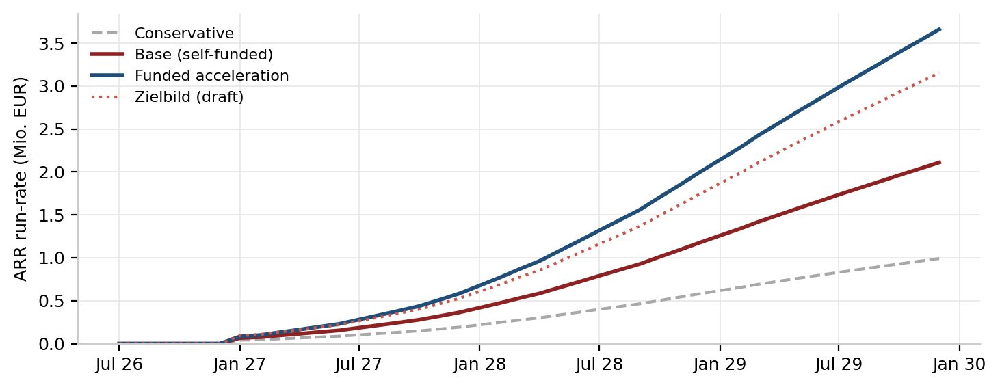 Conservative
Base (self-funded)
Funded acceleration
Zielbild (draft)
ARR run-rate (Mio. EUR)
3.5
3.0
2.5
2.0
1.5
1.0
0.5
0.0
Jul 26 Jan 27 Jul 27 Jan 28 Jul 28 Jan 29 Jul 29 Jan 30